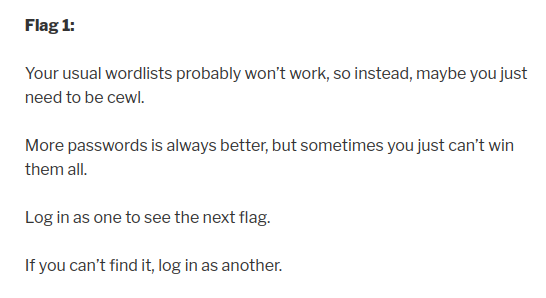 Flag 1:
Your usual wordlists probably won’t work, so instead, maybe you just
need to be cewl.
More passwords is always better, but sometimes you just can’t win
them all.
Log in as one to see the next flag.
If you can’t find it, log in as another.